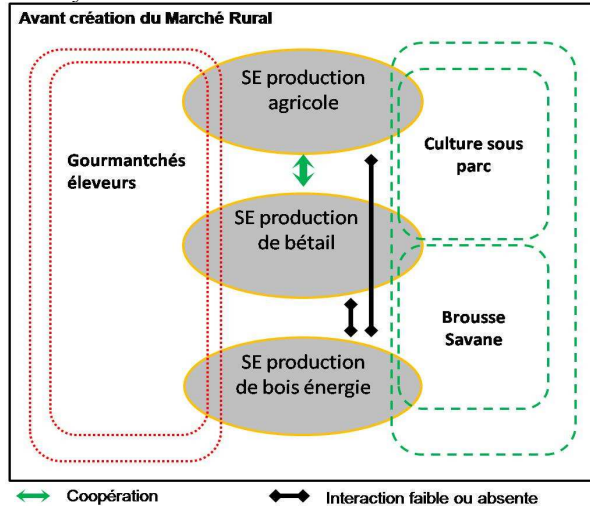 Avant création du Marché Rural
SE production
agricole
Gourmantchés
éleveurs
Culture sous
parc
SE production
de bétail
Brousse
Savane
SE production
de bois énergie
Coopération
Interaction faible ou absente